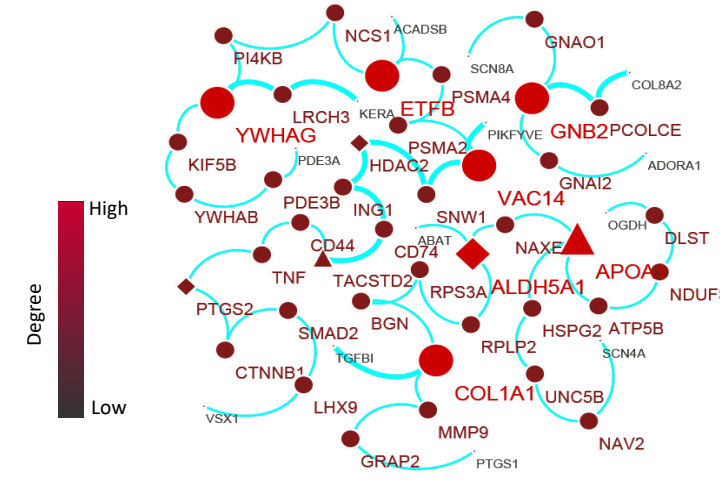 NCS1
ACADSB
GNAO1
PI4KB
SCN8A
COL8A2
LRCH3
KERA
ETFB
PSMA4
GNB2
PCOLCE
YWHAG
PIKFYVE
KIF5B
PDE3A
HDAC2
PSMA2
GNAI2
ADORA1
YWHAB
PDE3B
ING1
VAC14
SNW1
High
CD44
CD74
ABAT
NAXE
OGDH
DLST
TNF
TACSTD2
RPS3A
ALDH5A1
NDUFS
PTGS2
BGN
SMAD2
RPLP2
HSPG2
ATP5B
Degree
TGFBI
SCN4A
CTNNB1
COL1A1
UNC5B
Low
VSX1
LHX9
MMP9
NAV2
GRAP2
PTGS1